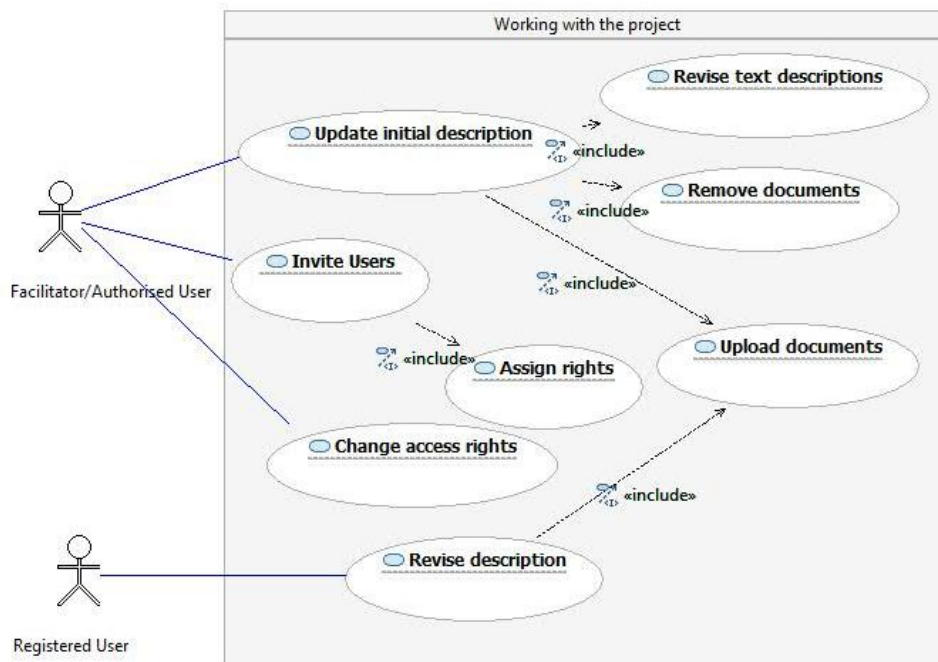 Working with the project
Revise text descriptions
Update initial description
«include»
Remove documents
«include»
Invite Users
Facilitator/Authorised User
«include»
Upload documents
«include»
Assign rights
Change access rights
«include»
Revise description
Registered User